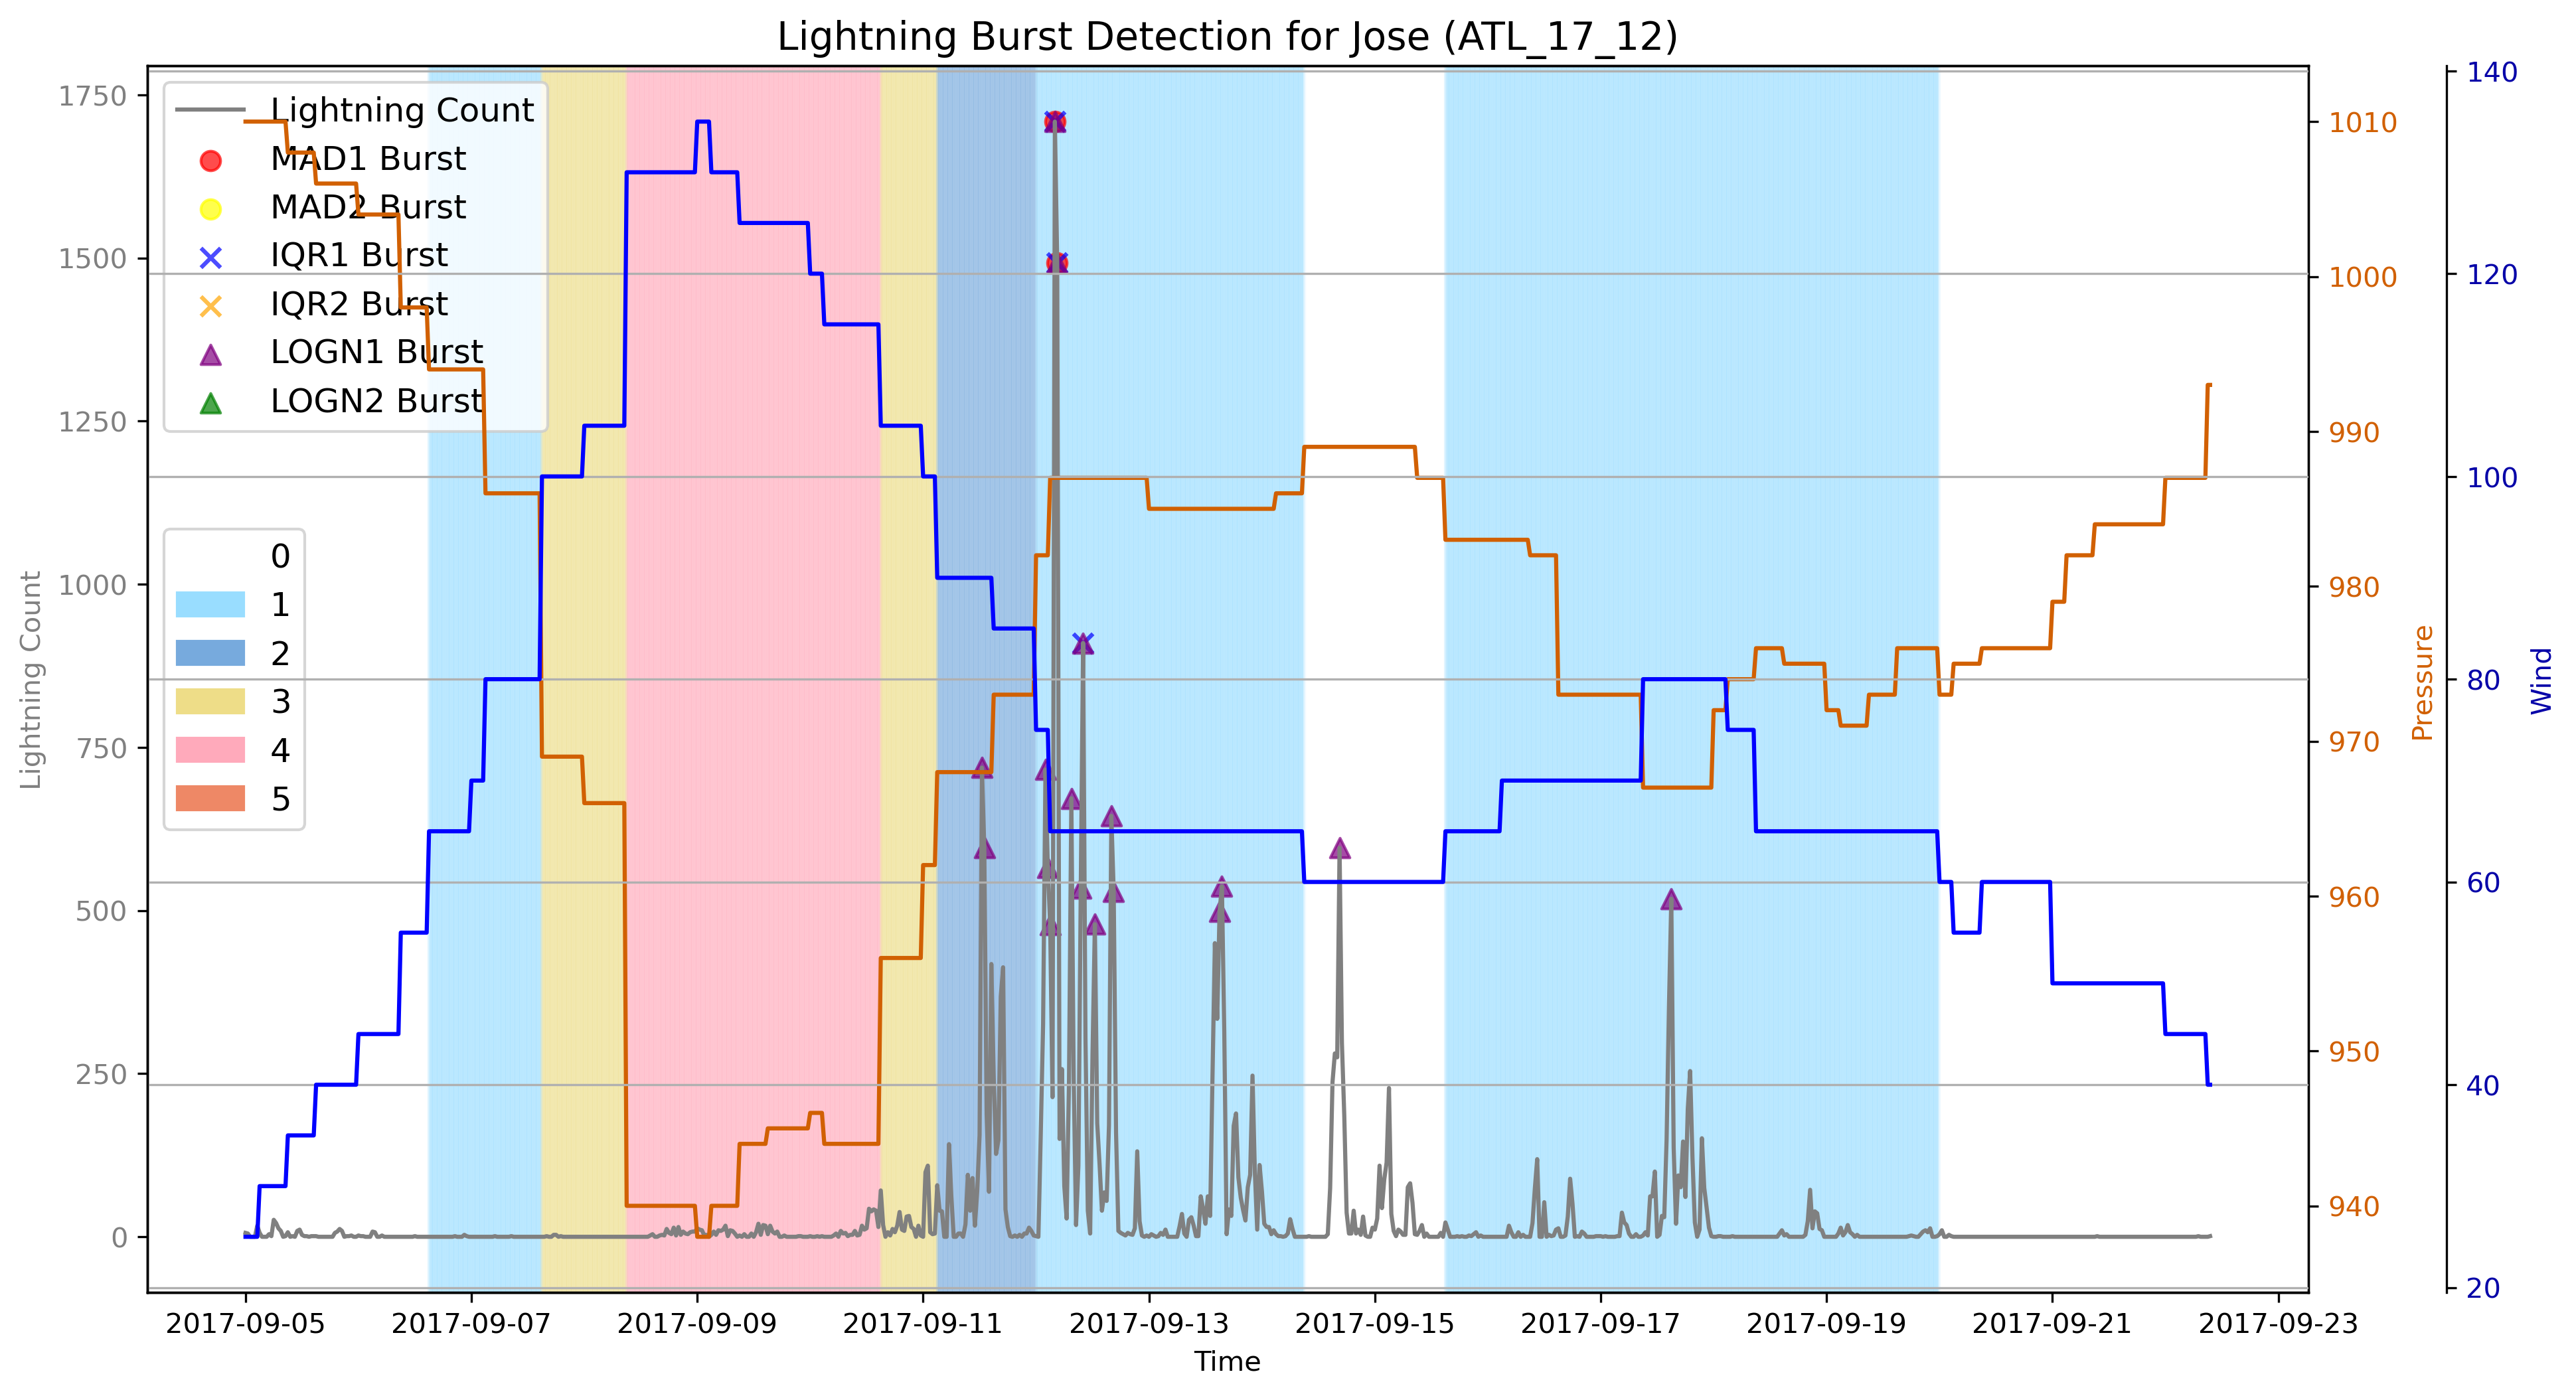 Lightning Burst Detection for Jose (ATL_17_12)
Lightning Count
MAD1 Burst
MAD2 Burst
IQR1 Burst
IQR2 Burst
LOGN1 Burst
LOGN2 Burst
0
1
2
3
4
5
1750
1500
1250
1000
750
500
250
0
Lightning Count
1010
1000
990
980
970
960
950
940
Pressure
140
120
100
80
60
40
20
Wind
2017-09-05 2017-09-07 2017-09-09 2017-09-11 2017-09-13 2017-09-15 2017-09-17 2017-09-19 2017-09-21 2017-09-23
Time